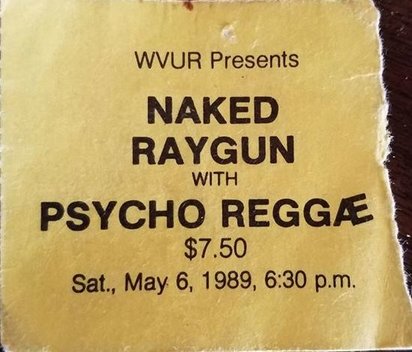 WVUR Presents
NAKED
RAYGUN
WITH
PSYCHO REGGÆ
$7.50
Sat., May 6, 1989, 6:30 p.m.